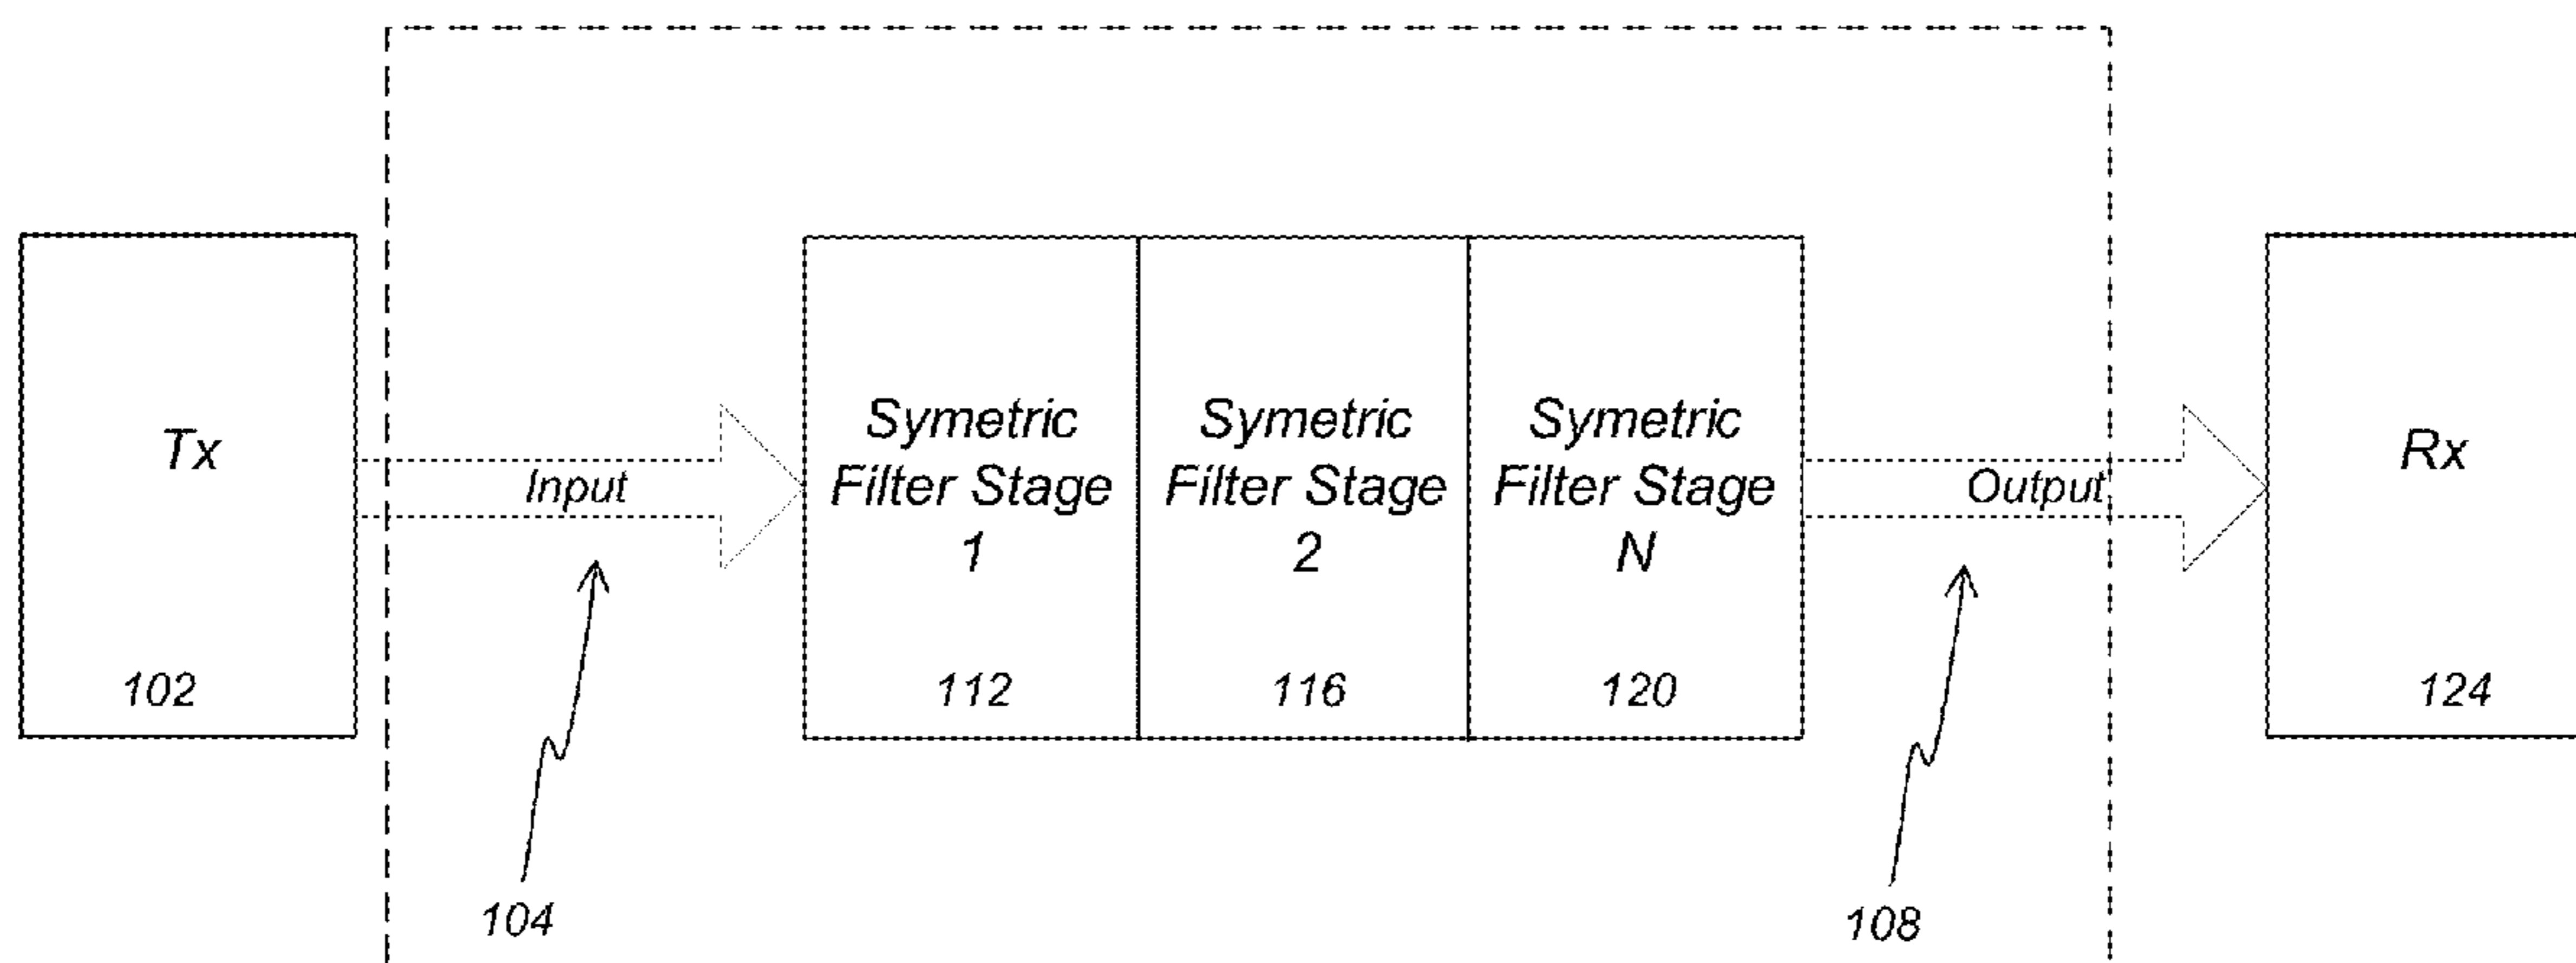 Tx
102
Input
104
Symetric
Filter Stage
1
112
Symetric
Filter Stage
2
116
Symetric
Filter Stage
N
120
Output
108
Rx
124